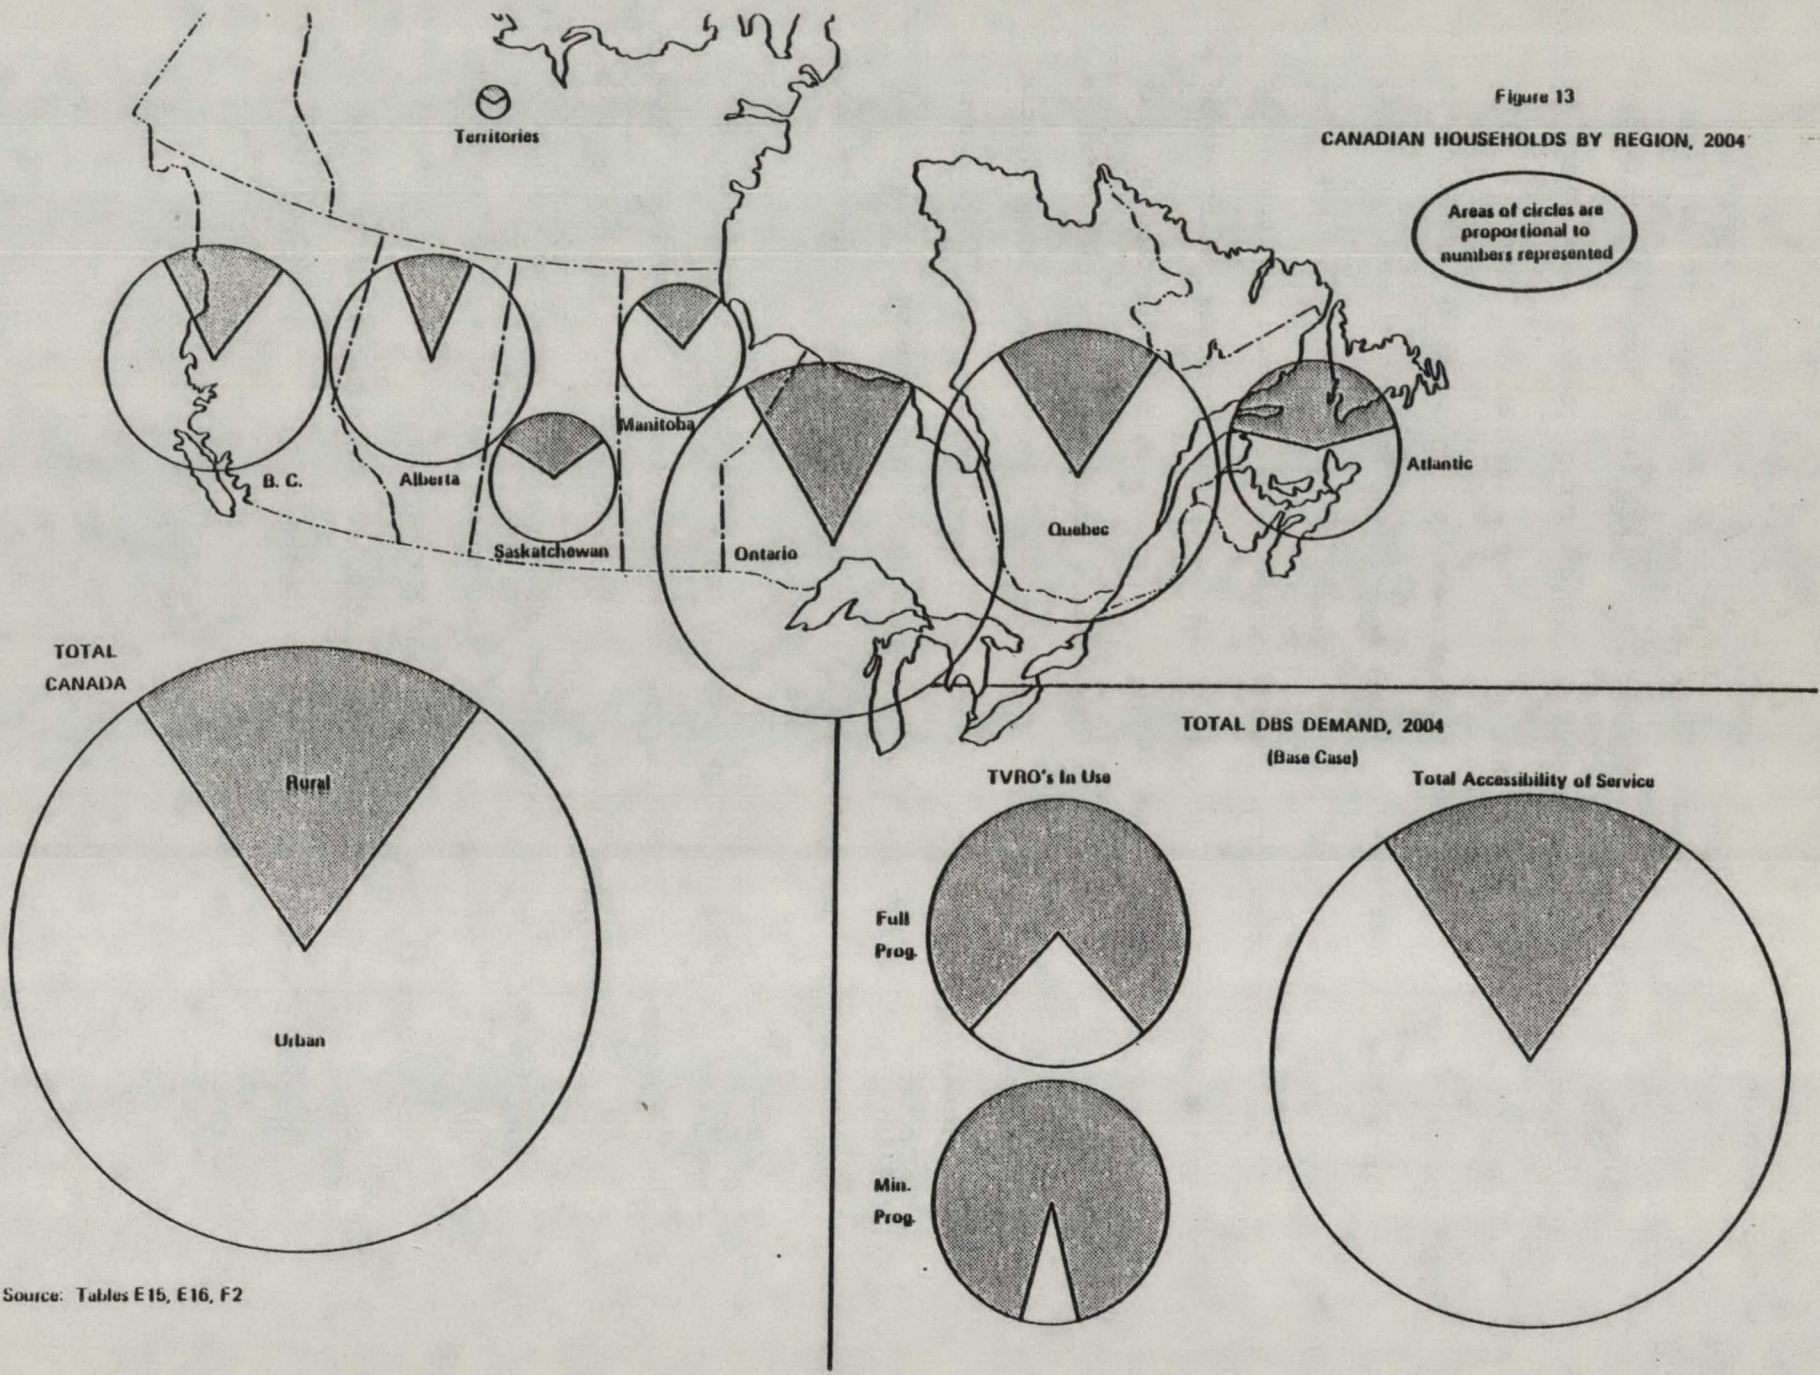 Figure 13
CANADIAN HOUSEHOLDS BY REGION, 2004
Areas of circles are
proportional to
numbers represented
Territories
B. C.
Alberta
Saskatchewan
Manitoba
Ontario
Quebec
Atlantic
TOTAL
CANADA
Rural
Urban
TOTAL DBS DEMAND, 2004
(Base Case)
TVRO's In Use
Total Accessibility of Service
Full
Prog.
Min.
Prog.
Source: Tables E15, E16, F2